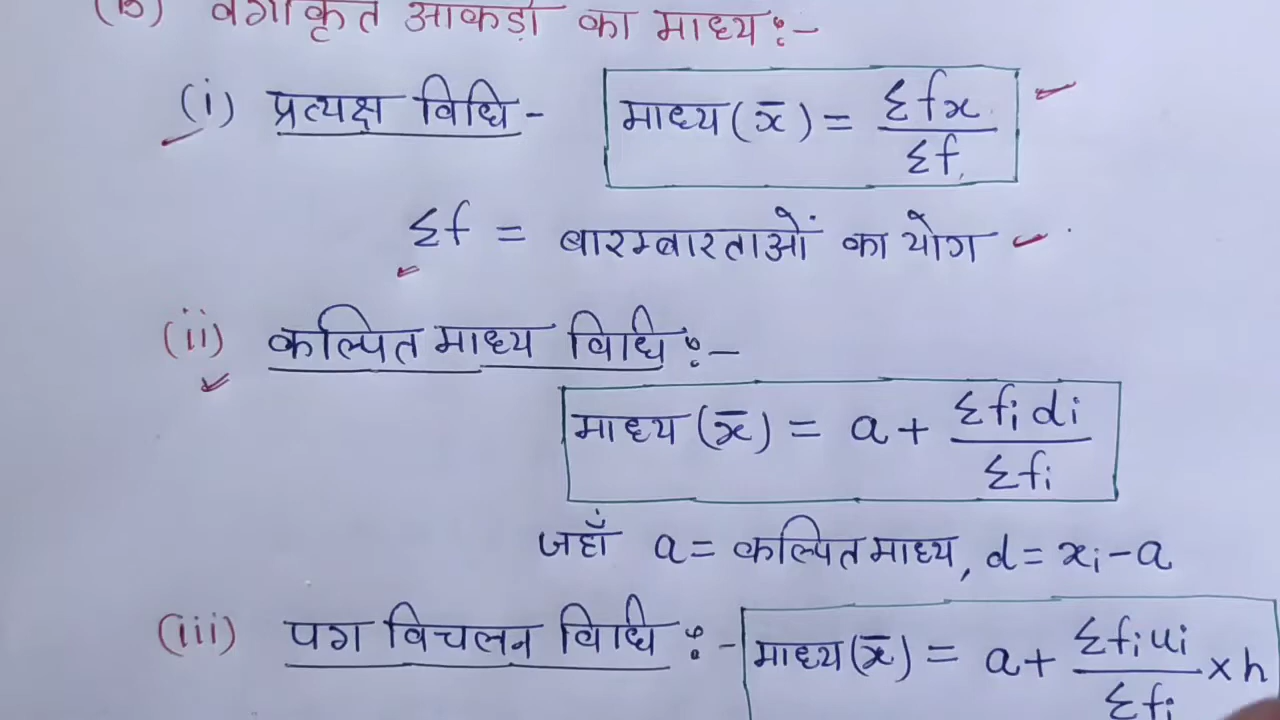 (B) वर्गीकृत आंकड़ों का माध्य :-
(i) प्रत्यक्ष विधि - माध्य (x̄) = Σfx / Σf
Σf = बारम्बारताओं का योग
(ii) कल्पित माध्य विधि :-
माध्य (x̄) = a + Σfᵢdᵢ / Σfᵢ
जहाँ a = कल्पित माध्य, d = xᵢ - a
(iii) पग विचलन विधि :- माध्य (x̄) = a + Σfᵢuᵢ / Σfᵢ × h